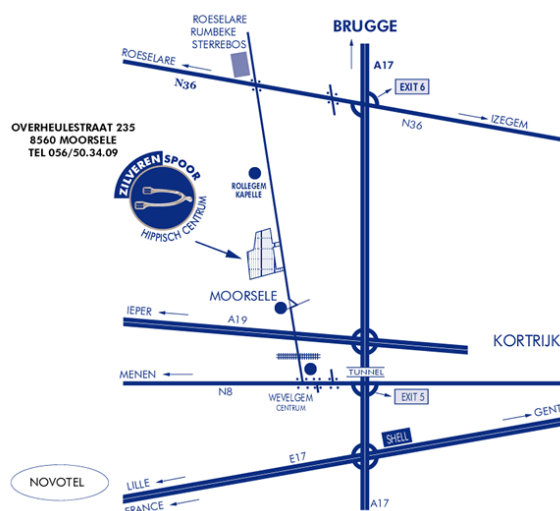 ROESELARE
RUMBEKE
STERREBOS
BRUGGE
ROESELARE
N36
A17
EXIT 6
N36
IZEGEM
OVERHEULESTRAAT 235
8560 MOORSELE
TEL 056/50.34.09
ZILVEREN SPOOR
HIPPISCH CENTRUM
ROLLEGEM
KAPELLE
MOORSELE
IEPER
A19
KORTRIJK
MENEN
N8
TUNNEL
WEVELGEM
CENTRUM
EXIT 5
GENT
SHELL
E17
NOVOTEL
LILLE
FRANCE
A17